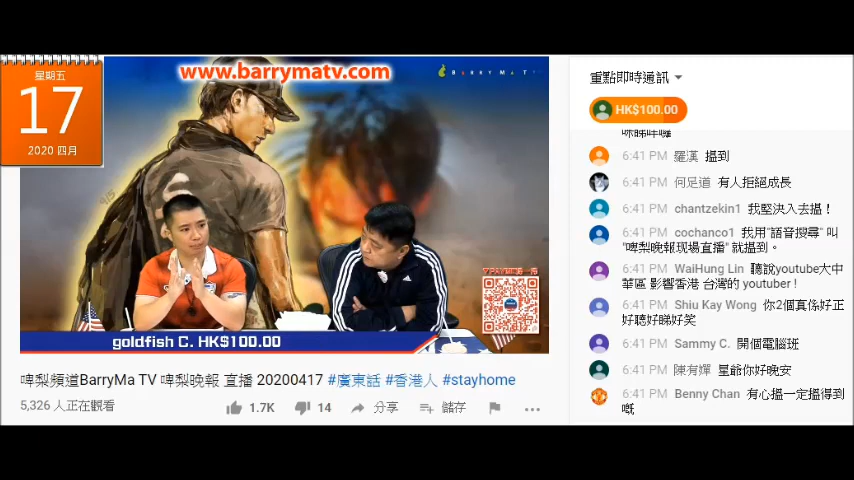 星期五
17
2020 四月
www.barrymatv.com
BARRY MA TV
PAYME
goldfish C. HK$100.00
啤梨頻道BarryMa TV 啤梨晚報 直播 20200417 #廣東話 #香港人 #stayhome
5,326 人正在觀看
1.7K
14
分享
儲存
重點即時通訊
HK$100.00
6:41 PM 羅漢 搵到
6:41 PM 何足道 有人拒絕成長
6:41 PM chantzekin1 我堅決入去搵！
6:41 PM cochanco1 我用"語音搜尋" 叫
"啤梨晚報現場直播" 就搵到。
6:41 PM WaiHung Lin 聽說youtube大中
華區 影響香港 台灣的 youtuber !
6:41 PM Shiu Kay Wong 你2個真係好正
好聽好睇好笑
6:41 PM Sammy C. 開個電腦班
6:41 PM 陳有嬋 星爺你好晚安
6:41 PM Benny Chan 有心搵一定搵得到
嘅